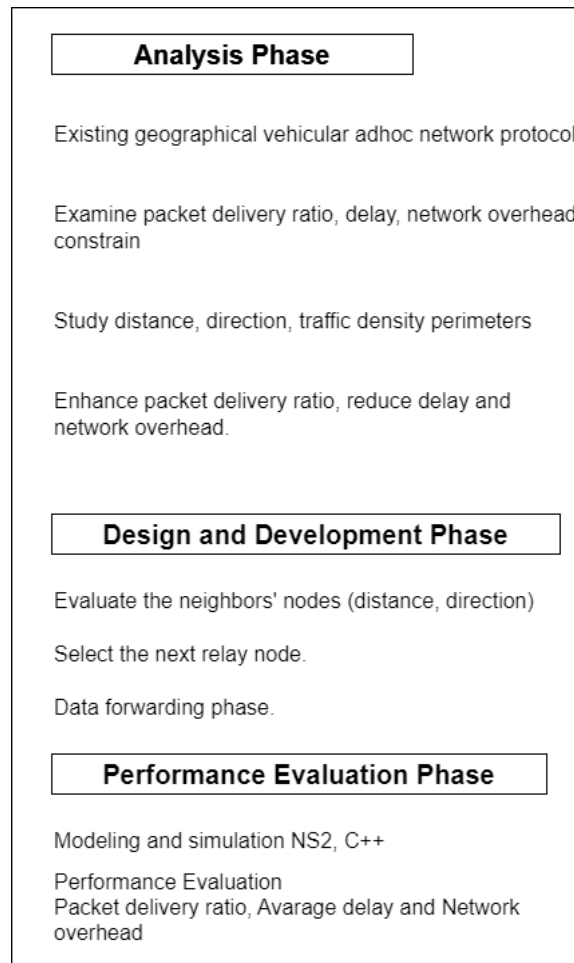 Analysis Phase
Existing geographical vehicular adhoc network protocol
Examine packet delivery ratio, delay, network overhead
constrain
Study distance, direction, traffic density perimeters
Enhance packet delivery ratio, reduce delay and
network overhead.
Design and Development Phase
Evaluate the neighbors' nodes (distance, direction)
Select the next relay node.
Data forwarding phase.
Performance Evaluation Phase
Modeling and simulation NS2, C++
Performance Evaluation
Packet delivery ratio, Avarage delay and Network
overhead